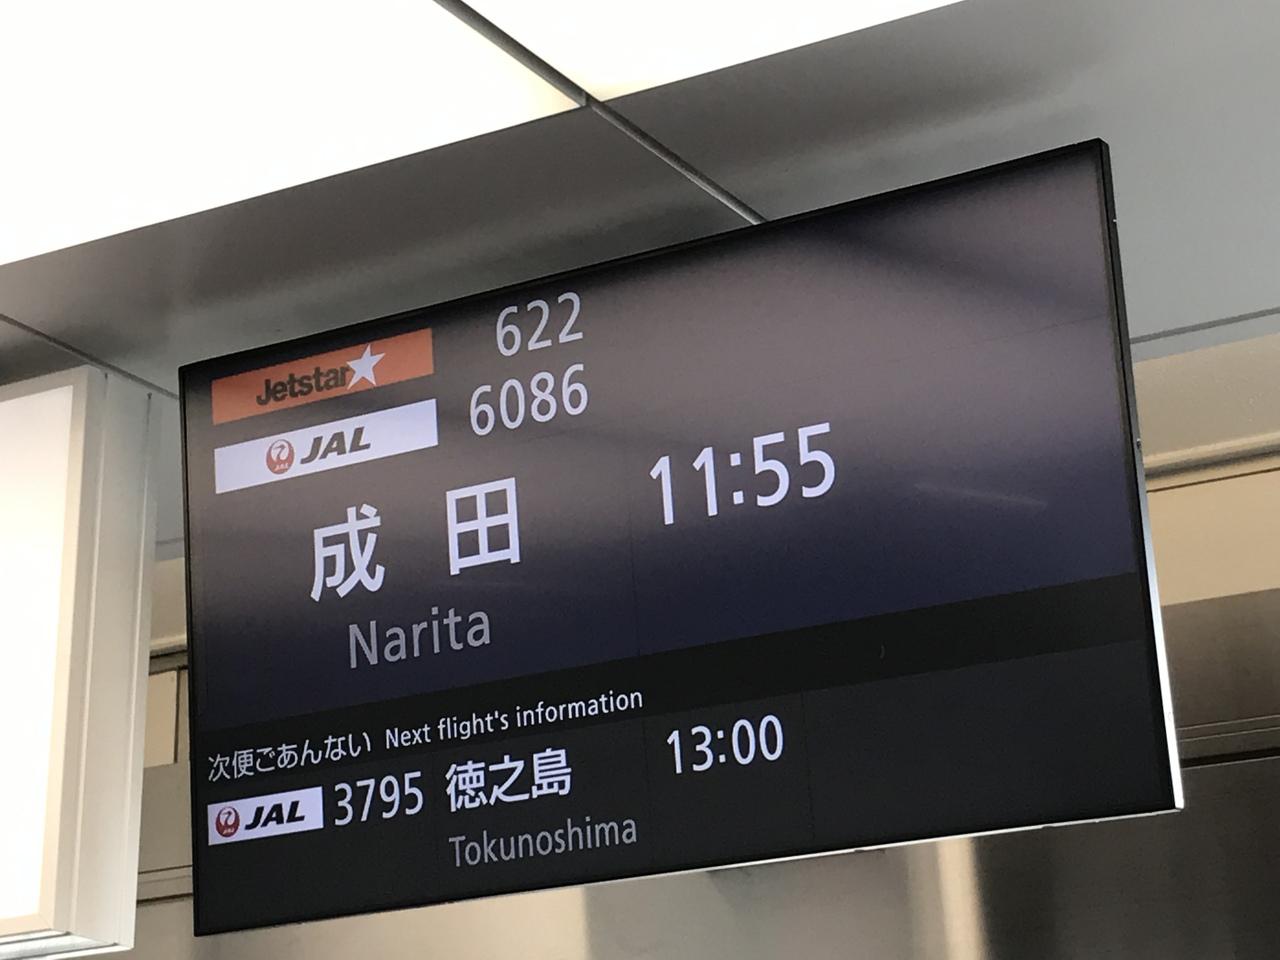 Jetstar 622
JAL 6086
成田 11:55
Narita
次便ごあんない Next flight's information
JAL 3795 徳之島 13:00
Tokunoshima